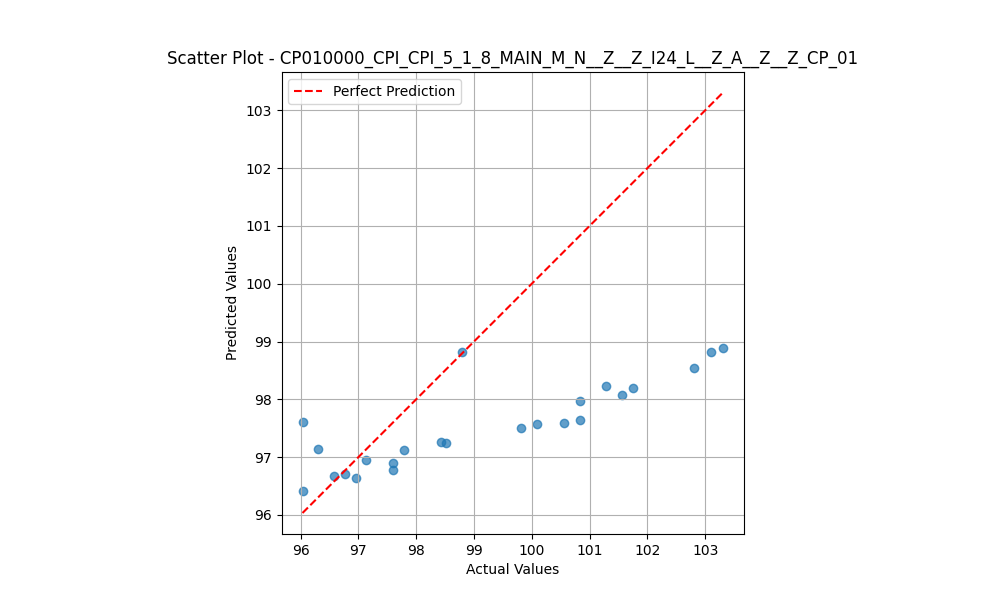 Scatter Plot - CP010000_CPI_CPI_5_1_8_MAIN_M_N__Z__Z_I24_L__Z_A__Z__Z_CP_01
Perfect Prediction
103
102
101
100
99
98
97
96
Predicted Values
96 97 98 99 100 101 102 103
Actual Values